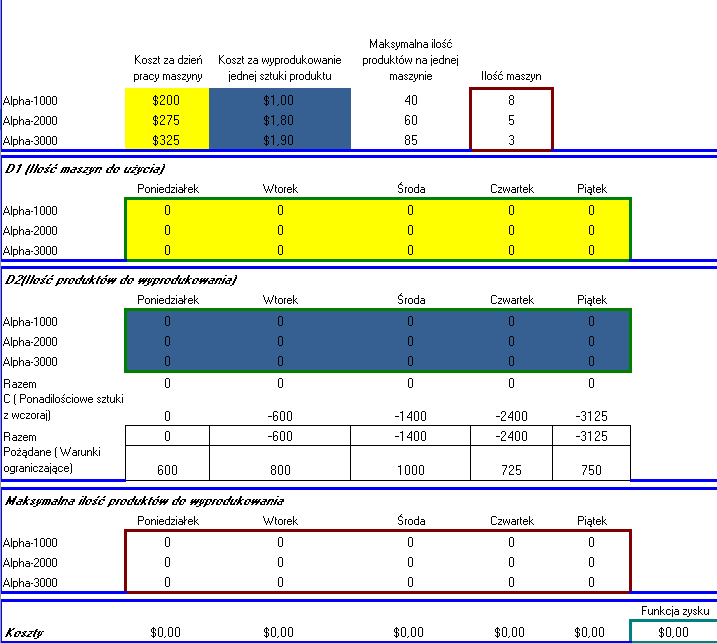 Koszt za dzień pracy maszyny Koszt za wyprodukowanie jednej sztuki produktu Maksymalna ilość produktów na jednej maszynie Ilość maszyn
Alpha-1000 $200 $1,00 40 8
Alpha-2000 $275 $1,80 60 5
Alpha-3000 $325 $1,90 85 3
D1 (Ilość maszyn do użycia)
Poniedziałek Wtorek Środa Czwartek Piątek
Alpha-1000 0 0 0 0 0
Alpha-2000 0 0 0 0 0
Alpha-3000 0 0 0 0 0
D2(Ilość produktów do wyprodukowania)
Poniedziałek Wtorek Środa Czwartek Piątek
Alpha-1000 0 0 0 0 0
Alpha-2000 0 0 0 0 0
Alpha-3000 0 0 0 0 0
Razem 0 0 0 0 0
C ( Ponadilościowe sztuki
z wczoraj) 0 -600 -1400 -2400 -3125
Razem 0 -600 -1400 -2400 -3125
Pożądane ( Warunki
ograniczające) 600 800 1000 725 750
Maksymalna ilość produktów do wyprodukowania
Poniedziałek Wtorek Środa Czwartek Piątek
Alpha-1000 0 0 0 0 0
Alpha-2000 0 0 0 0 0
Alpha-3000 0 0 0 0 0
Funkcja zysku
Koszty $0,00 $0,00 $0,00 $0,00 $0,00 $0,00